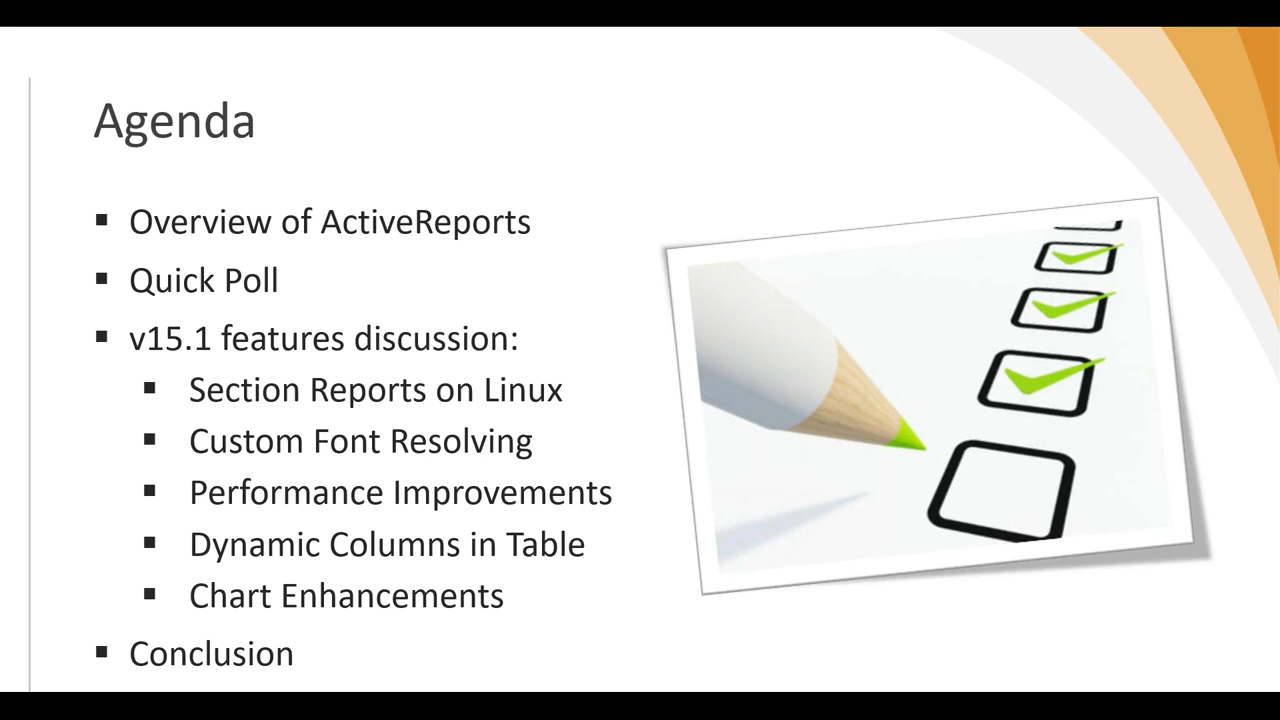 Agenda
▪ Overview of ActiveReports
▪ Quick Poll
▪ v15.1 features discussion:
▪ Section Reports on Linux
▪ Custom Font Resolving
▪ Performance Improvements
▪ Dynamic Columns in Table
▪ Chart Enhancements
▪ Conclusion